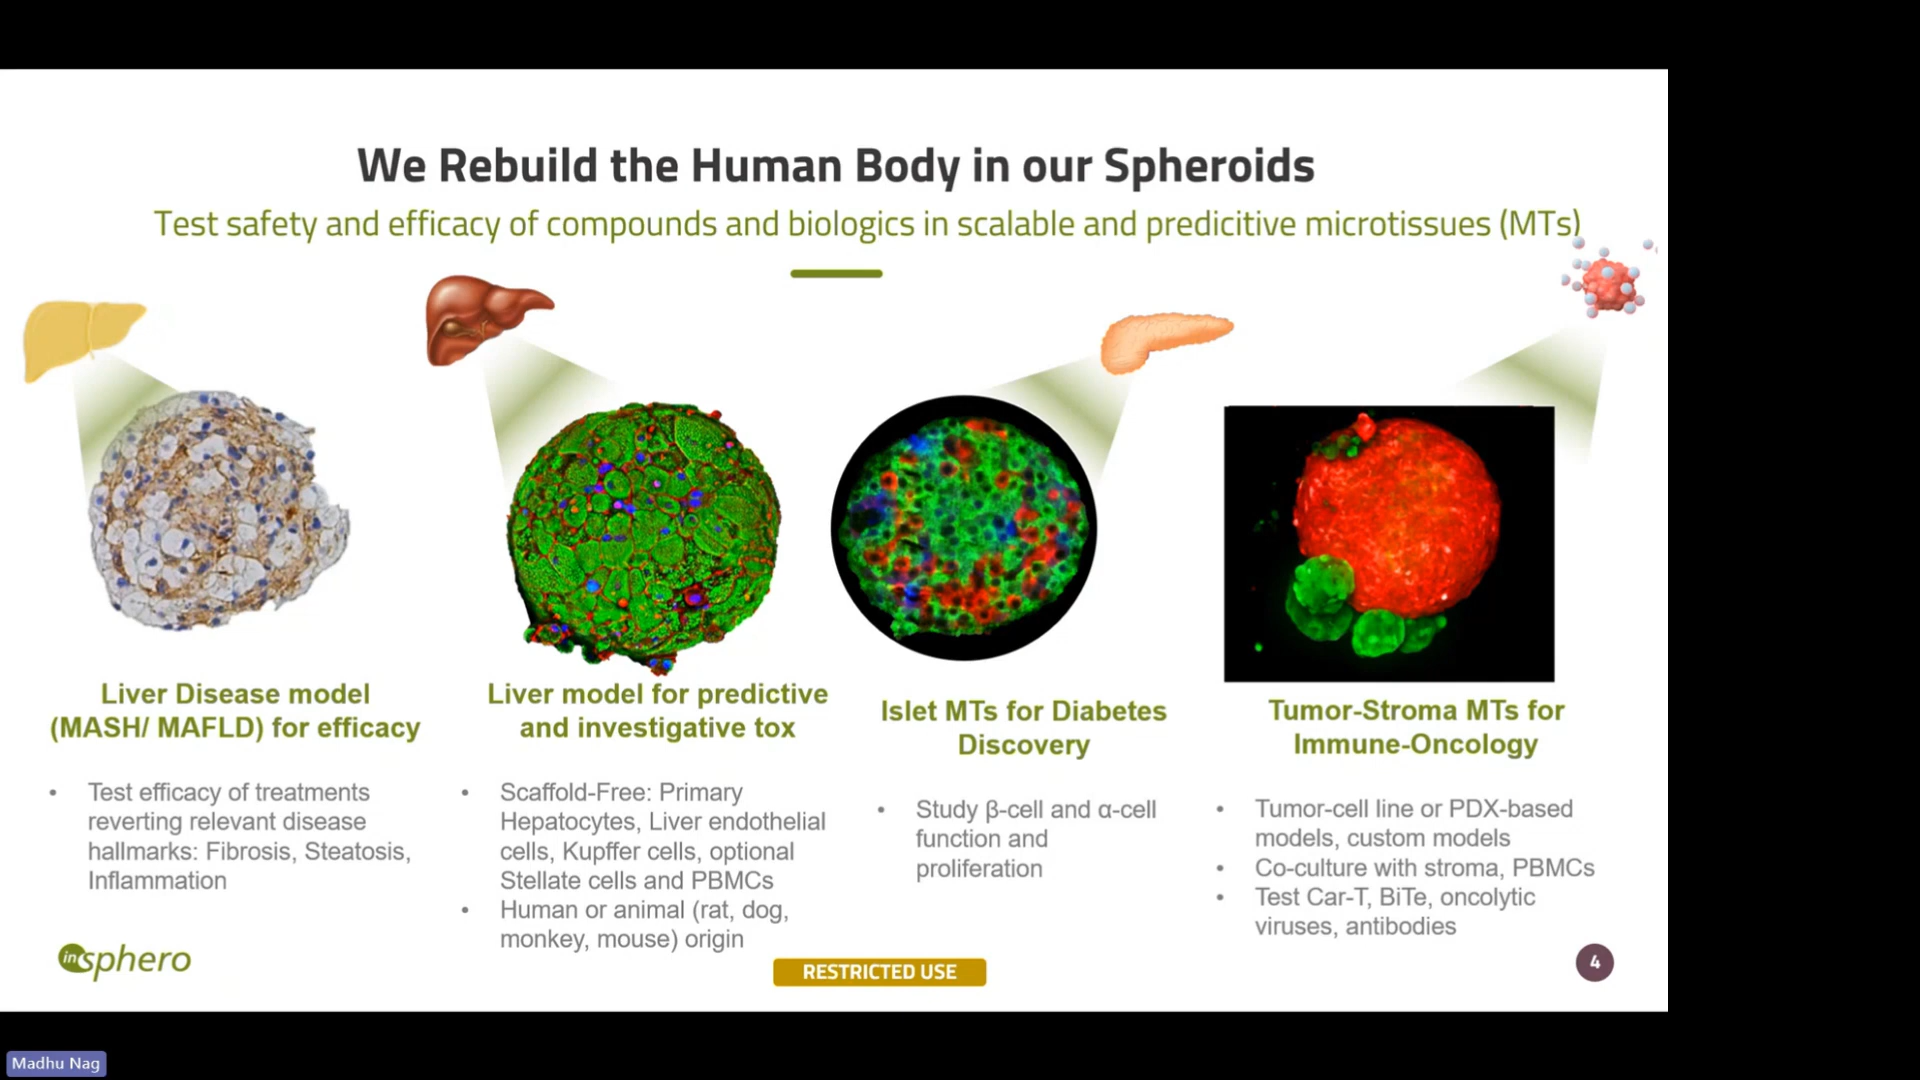 We Rebuild the Human Body in our Spheroids
Test safety and efficacy of compounds and biologics in scalable and predicitive microtissues (MTs)
Liver Disease model
(MASH/ MAFLD) for efficacy
• Test efficacy of treatments
reverting relevant disease
hallmarks: Fibrosis, Steatosis,
Inflammation
Liver model for predictive
and investigative tox
• Scaffold-Free: Primary
Hepatocytes, Liver endothelial
cells, Kupffer cells, optional
Stellate cells and PBMCs
• Human or animal (rat, dog,
monkey, mouse) origin
Islet MTs for Diabetes
Discovery
• Study β-cell and α-cell
function and
proliferation
Tumor-Stroma MTs for
Immune-Oncology
• Tumor-cell line or PDX-based
models, custom models
• Co-culture with stroma, PBMCs
• Test Car-T, BiTe, oncolytic
viruses, antibodies
insphero
RESTRICTED USE
4
Madhu Nag